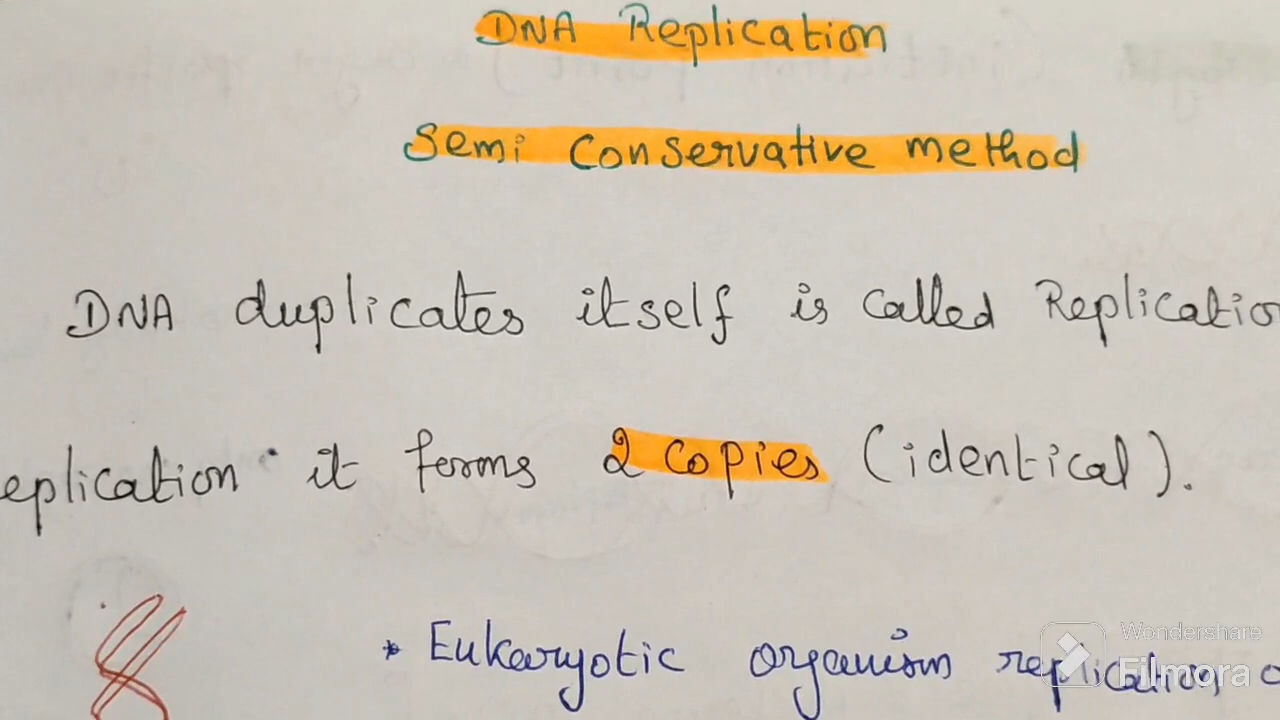 DNA Replication
Semi Conservative method
DNA duplicates itself is called Replicatio
eplication it forms 2 copies (identical).
* Eukaryotic organism replication
Wondershare
Filmora